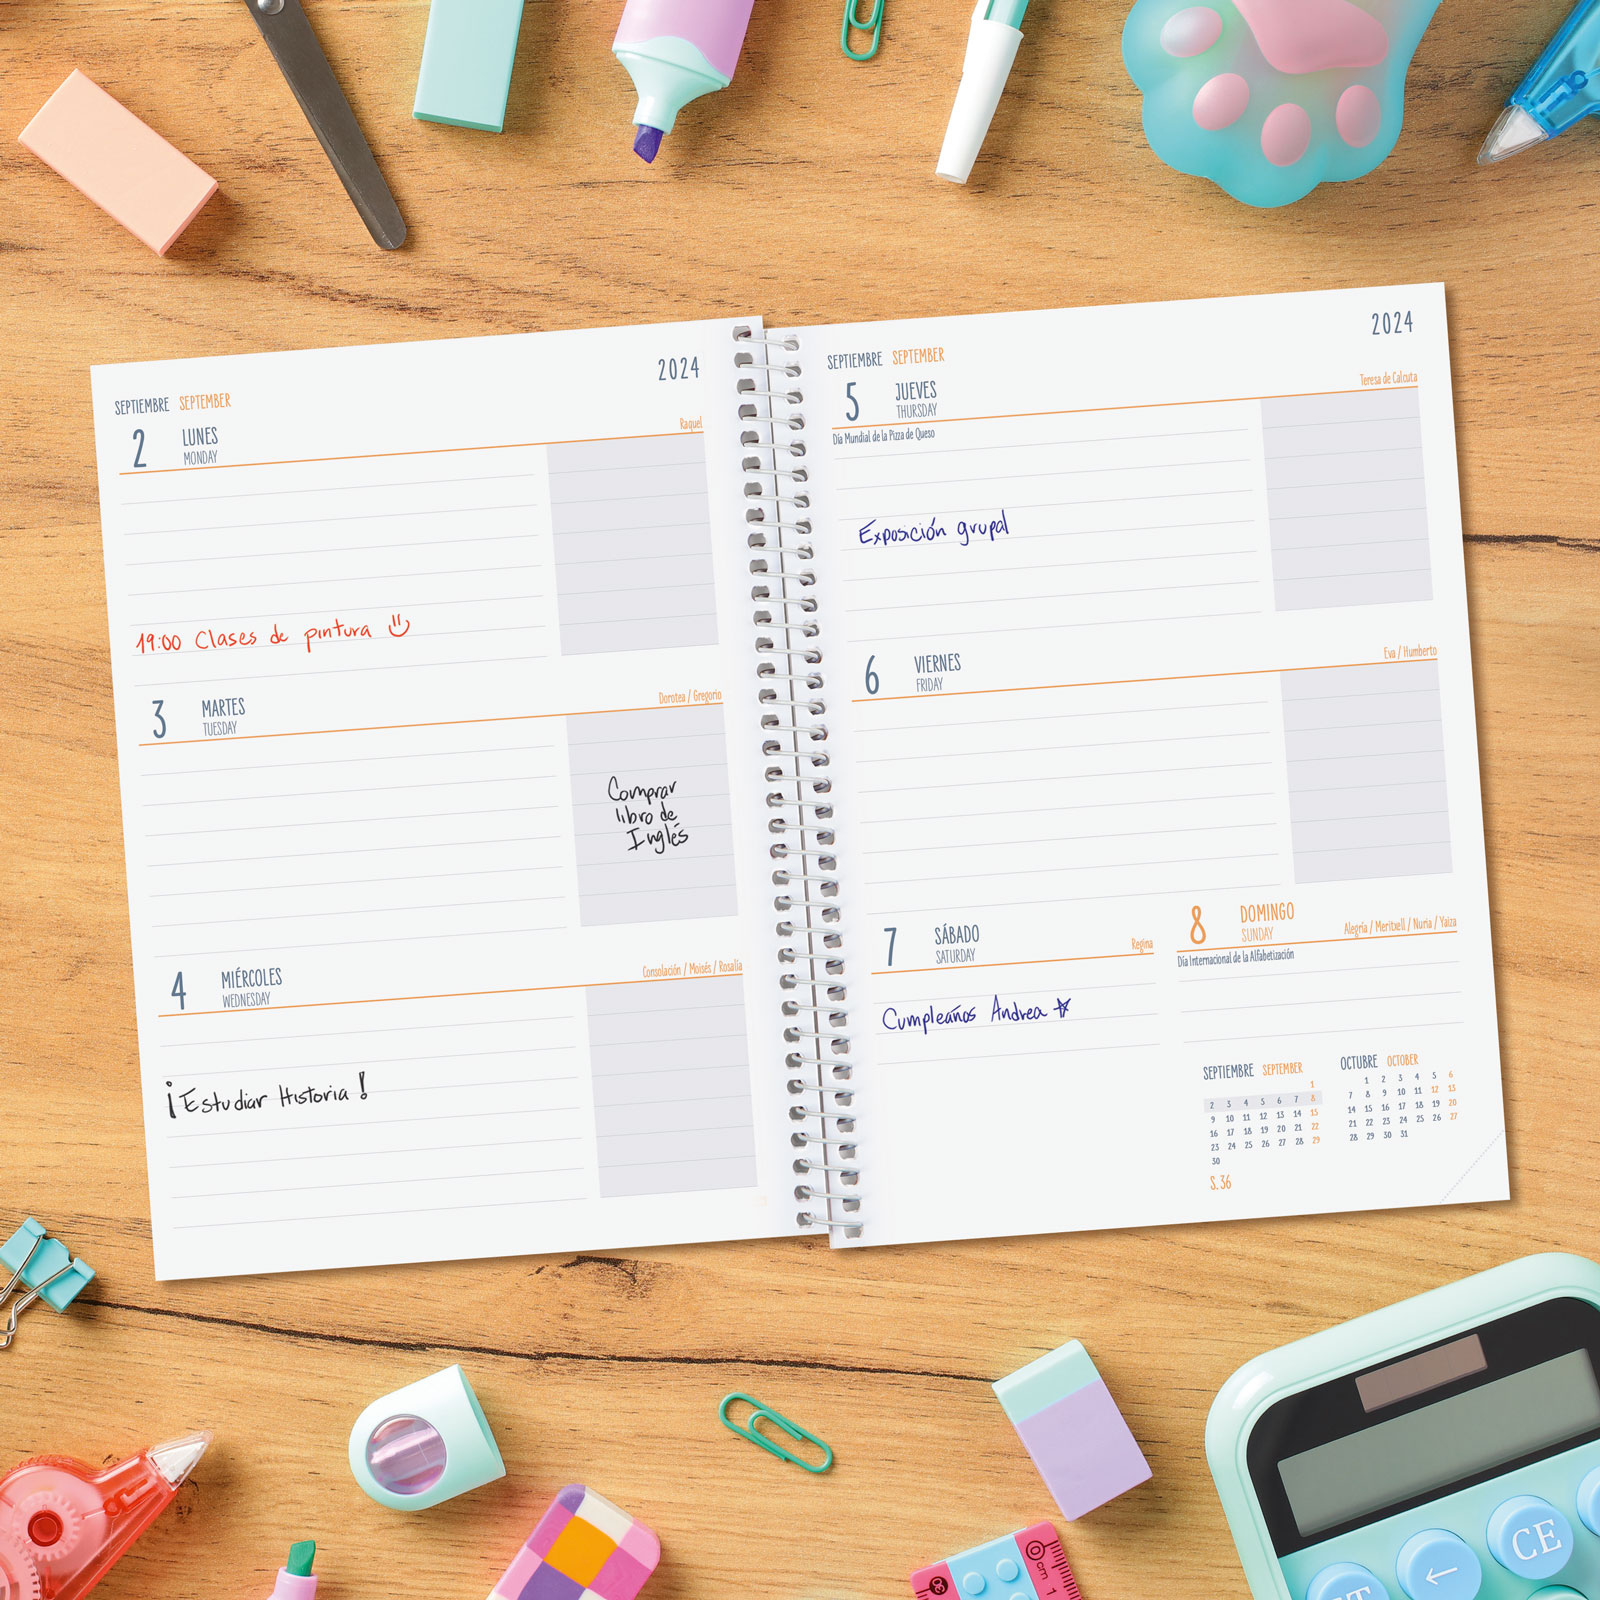 2024
SEPTIEMBRE SEPTEMBER
2 LUNES
MONDAY
Raquel
19:00 Clases de pintura
3 MARTES
TUESDAY
Dorotea / Gregorio
Comprar
libro de
Inglés
4 MIÉRCOLES
WEDNESDAY
Consolación / Moisés / Rosalía
¡Estudiar Historia!
2024
SEPTIEMBRE SEPTEMBER
5 JUEVES
THURSDAY
Teresa de Calcuta
Día Mundial de la Pizza de Queso
Exposición grupal
6 VIERNES
FRIDAY
Eva / Humberto
7 SÁBADO
SATURDAY
Regina
Cumpleaños Andrea
8 DOMINGO
SUNDAY
Alegría / Meritxell / Nuria / Yaiza
Día Internacional de la Alfabetización
SEPTIEMBRE SEPTEMBER
1
2 3 4 5 6 7 8
9 10 11 12 13 14 15
16 17 18 19 20 21 22
23 24 25 26 27 28 29
30
S. 36
OCTUBRE OCTOBER
1 2 3 4 5 6
7 8 9 10 11 12 13
14 15 16 17 18 19 20
21 22 23 24 25 26 27
28 29 30 31
0
cm 1
CE
←